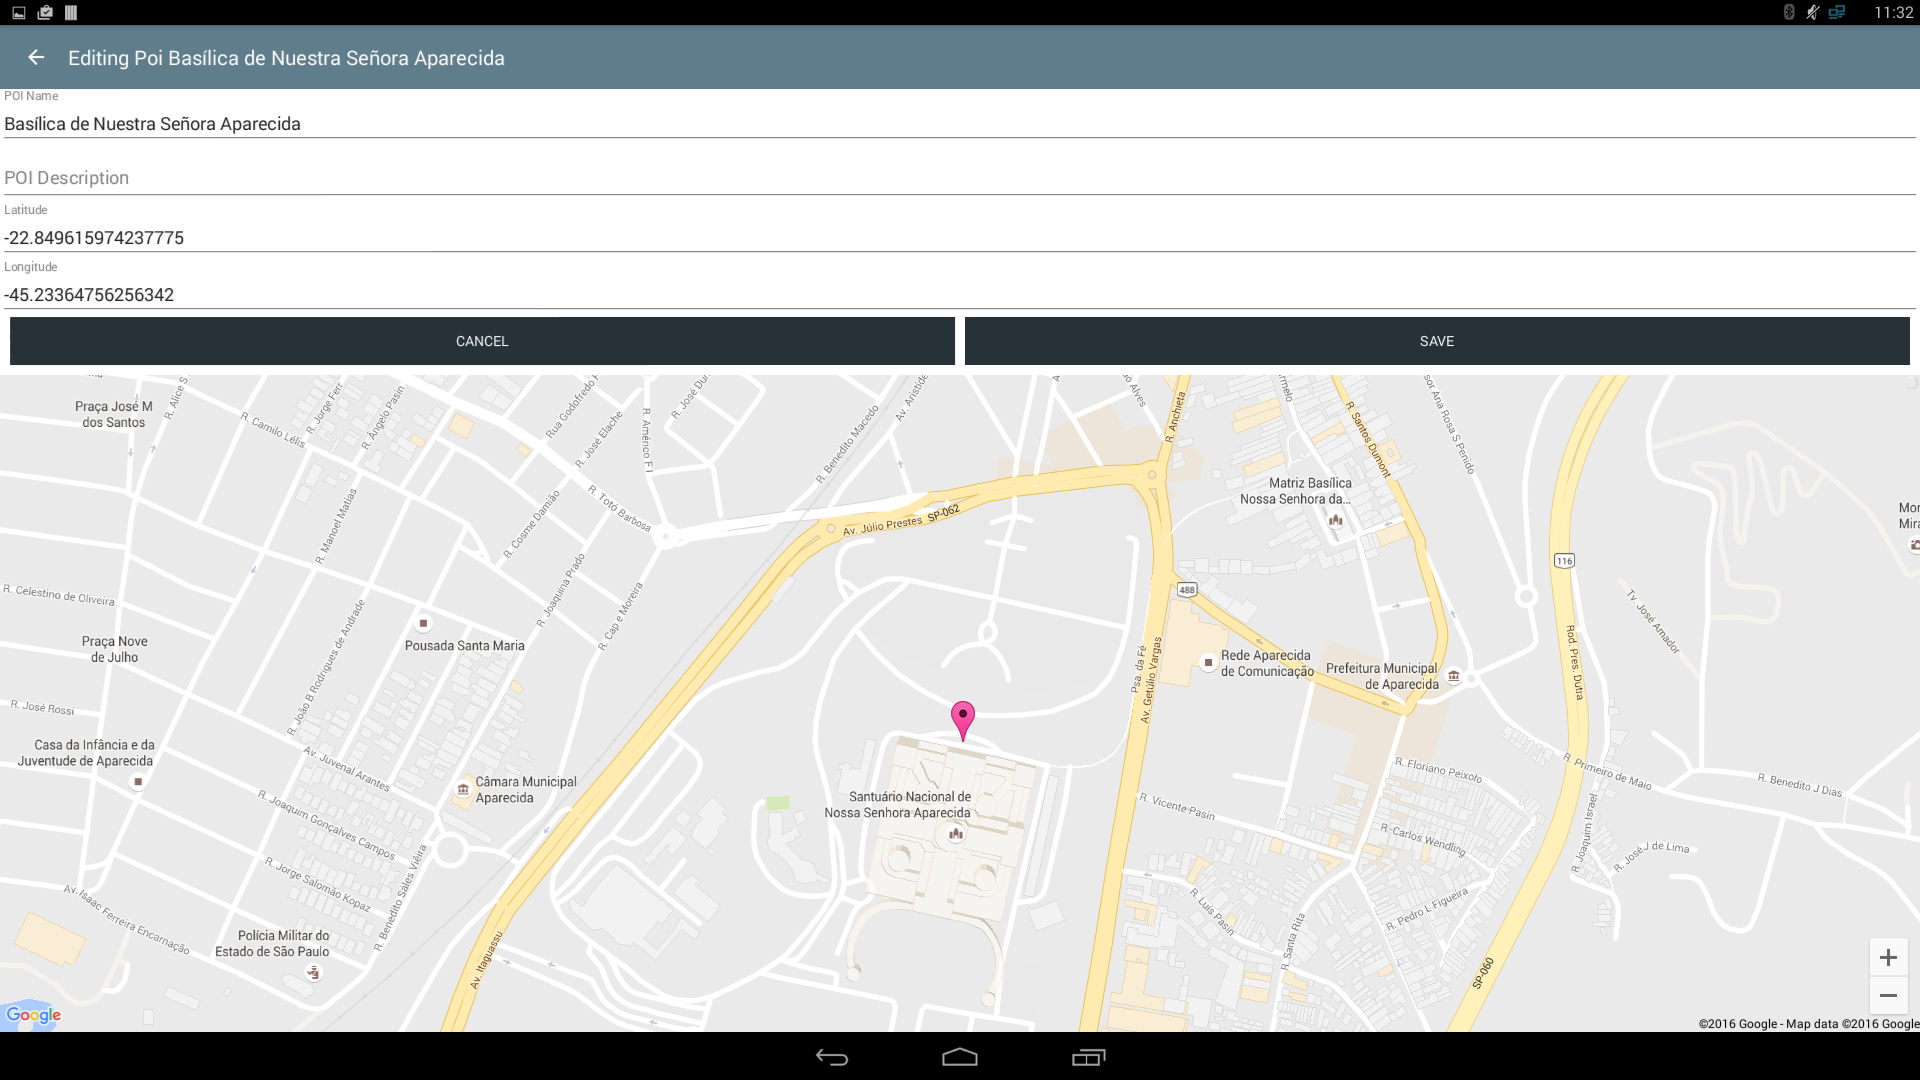 11:32
Editing Poi Basílica de Nuestra Señora Aparecida
POI Name
Basílica de Nuestra Señora Aparecida
POI Description
Latitude
-22.849615974237775
Longitude
-45.23364756256342
CANCEL
SAVE
Praça José M
dos Santos
R. Alice S
R. Camilo Lélis
R. Jorge Ferr
R. Ângelo Pasin
Rua Godofredo
R. José Elache
R. Américo F I
R. José Du
R. Benedito Macedo
Av. Aristide
do Alves
R. Anchieta
rmelo
R. Santos Dumont
sor Ana Rosa S Penido
Matriz Basílica
Nossa Senhora da...
Mor
Mira
R. Manoel Matias
R. Cosme Damião
R. Totó Barbosa
Av. Júlio Prestes
SP-062
116
488
R. Celestino de Oliveira
R. Joaquina Prado
R. Cap e Moreira
Tv. José Amador
Praça Nove
de Julho
R. João B Rodrigues de Andrade
Pousada Santa Maria
Psa. da Fé
Av. Getúlio Vargas
Rede Aparecida
de Comunicação
Prefeitura Municipal
de Aparecida
Rod. Pres. Dutra
R. José Rossi
Casa da Infância e da
Juventude de Aparecida
Av. Juvenal Arantes
Câmara Municipal
Aparecida
Santuário Nacional de
Nossa Senhora Aparecida
R. Floriano Peixoto
R. Primeiro de Maio
R. Benedito J Dias
R. Vicente Pasin
R. Joaquim Gonçalves Campos
R. Carlos Wendling
R. Joaquim Israel
R. José J de Lima
R. Jorge Salomão Kopaz
R. Benedito Sales Viêira
Av. Isaac Ferreira Encarnação
R. Luís Pasin
R. Pedro L Figueira
R. Santa Rita
Polícia Militar do
Estado de São Paulo
Av. Itaguassu
SP-060
Google
©2016 Google - Map data ©2016 Google